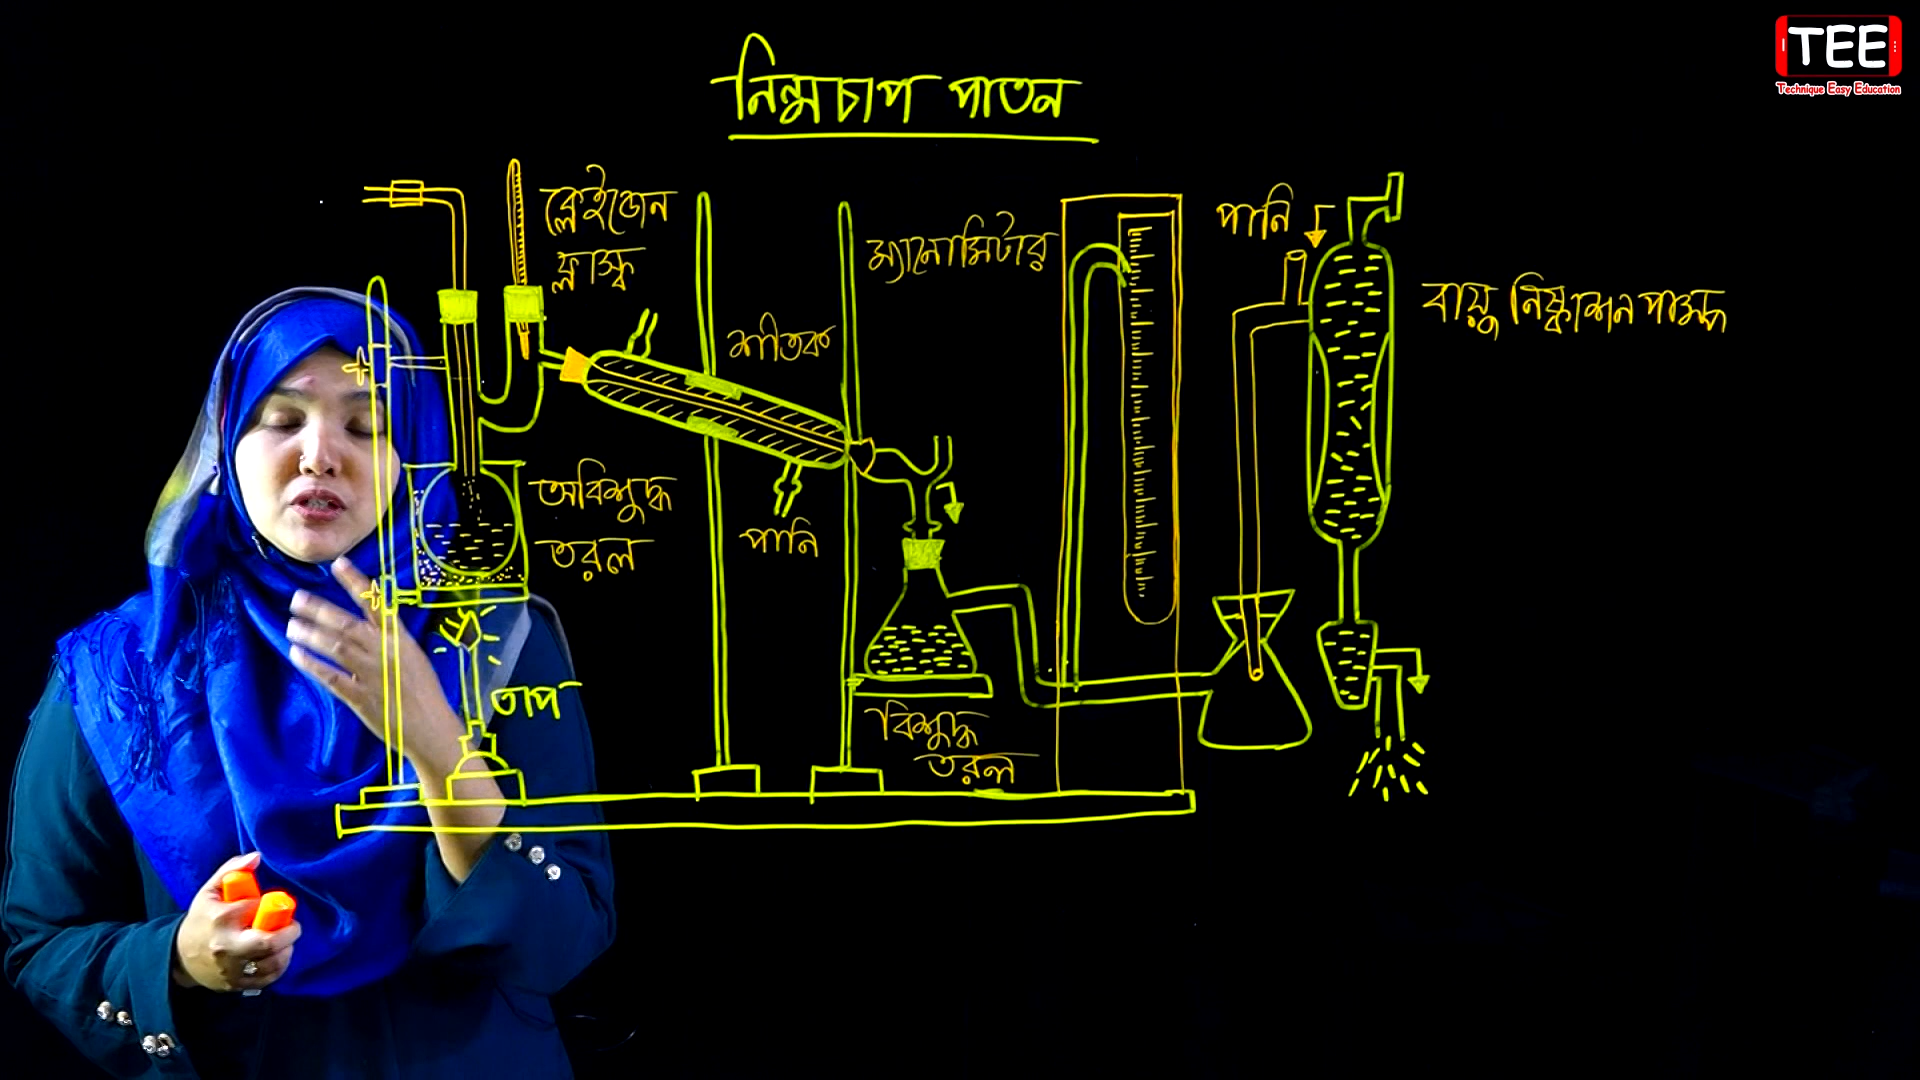 নিম্নচাপ পাতন
TEE
Technique Easy Education
ক্লেইজেন
ফ্লাস্ক
ম্যানোমিটার
পানি
বায়ু নিষ্কাশন পাম্প
শীতক
অবিশুদ্ধ
তরল
পানি
তাপ
বিশুদ্ধ
তরল